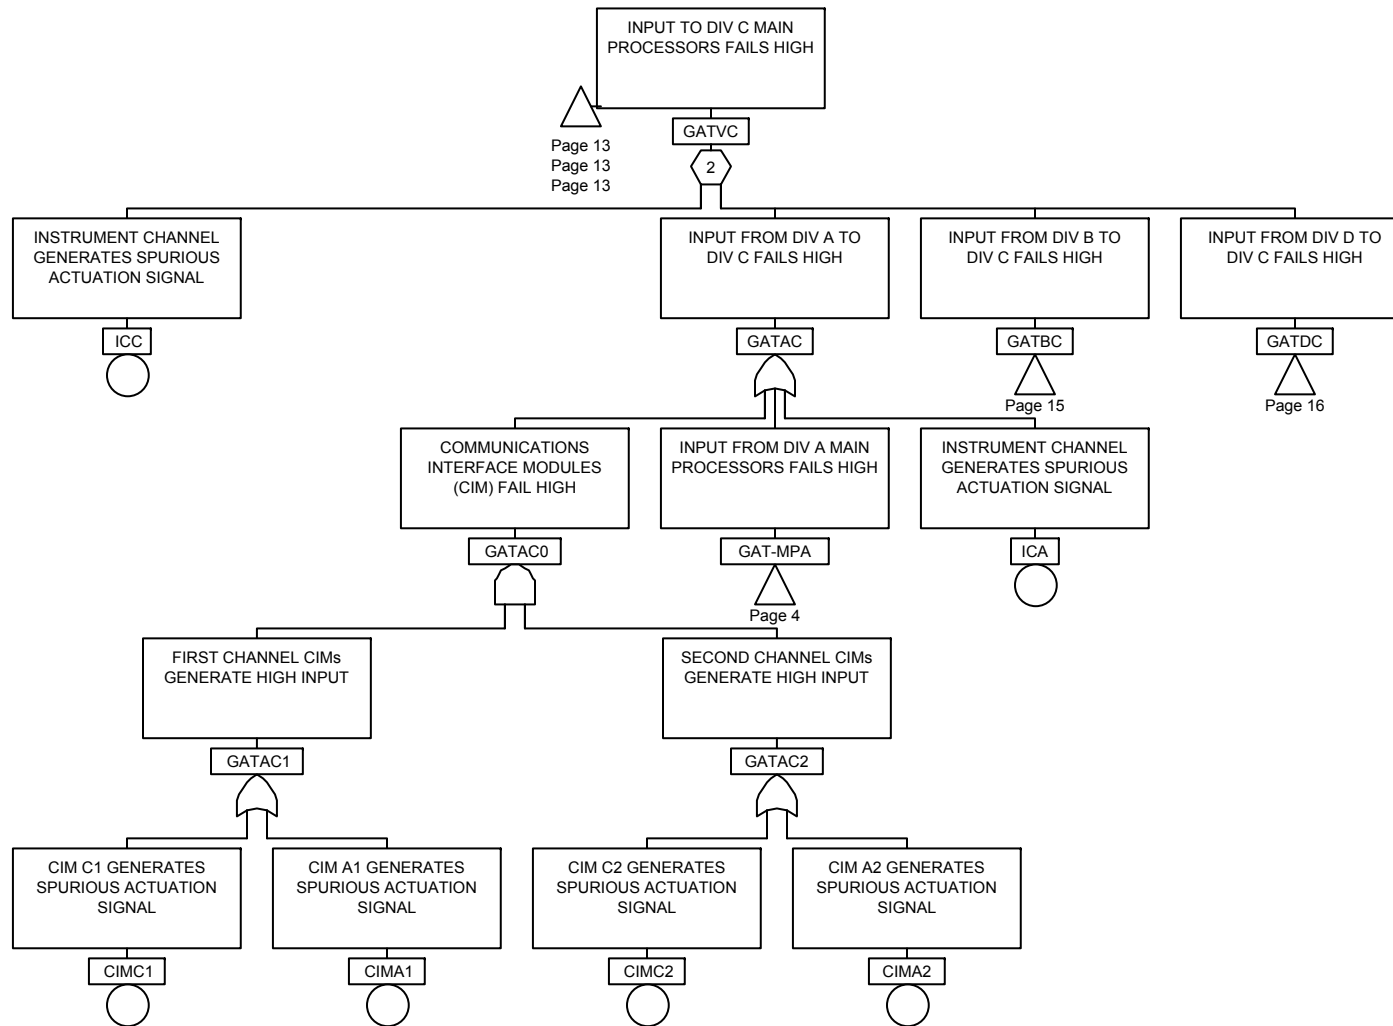 INPUT TO DIV C MAIN
PROCESSORS FAILS HIGH
GATVC
Page 13
Page 13
Page 13
2
INSTRUMENT CHANNEL
GENERATES SPURIOUS
ACTUATION SIGNAL
ICC
INPUT FROM DIV A TO
DIV C FAILS HIGH
GATAC
INPUT FROM DIV B TO
DIV C FAILS HIGH
GATBC
Page 15
INPUT FROM DIV D TO
DIV C FAILS HIGH
GATDC
Page 16
COMMUNICATIONS
INTERFACE MODULES
(CIM) FAIL HIGH
GATAC0
INPUT FROM DIV A MAIN
PROCESSORS FAILS HIGH
GAT-MPA
Page 4
INSTRUMENT CHANNEL
GENERATES SPURIOUS
ACTUATION SIGNAL
ICA
FIRST CHANNEL CIMs
GENERATE HIGH INPUT
GATAC1
SECOND CHANNEL CIMs
GENERATE HIGH INPUT
GATAC2
CIM C1 GENERATES
SPURIOUS ACTUATION
SIGNAL
CIMC1
CIM A1 GENERATES
SPURIOUS ACTUATION
SIGNAL
CIMA1
CIM C2 GENERATES
SPURIOUS ACTUATION
SIGNAL
CIMC2
CIM A2 GENERATES
SPURIOUS ACTUATION
SIGNAL
CIMA2